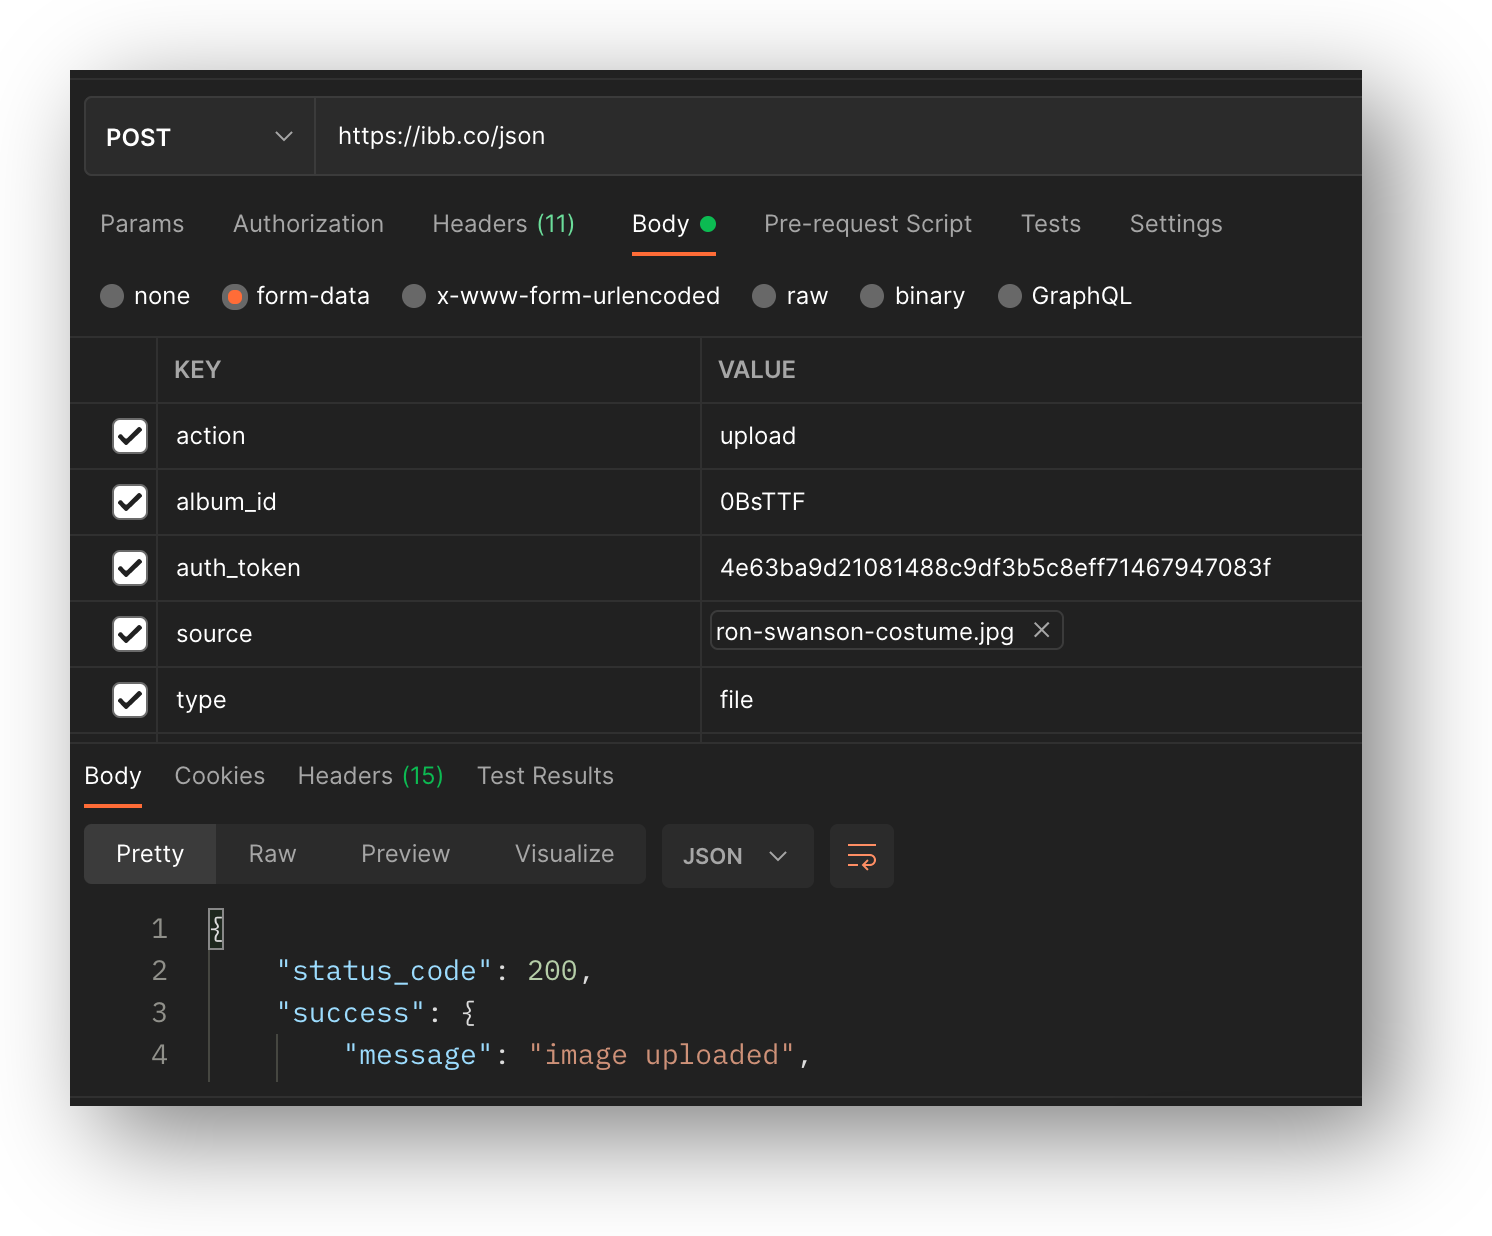 POST https://ibb.co/json
Params Authorization Headers (11) Body Pre-request Script Tests Settings
none form-data x-www-form-urlencoded raw binary GraphQL
KEY VALUE
action upload
album_id 0BsTTF
auth_token 4e63ba9d21081488c9df3b5c8eff71467947083f
source ron-swanson-costume.jpg
type file
Body Cookies Headers (15) Test Results
Pretty Raw Preview Visualize JSON
1 {
2 "status_code": 200,
3 "success": {
4 "message": "image uploaded",